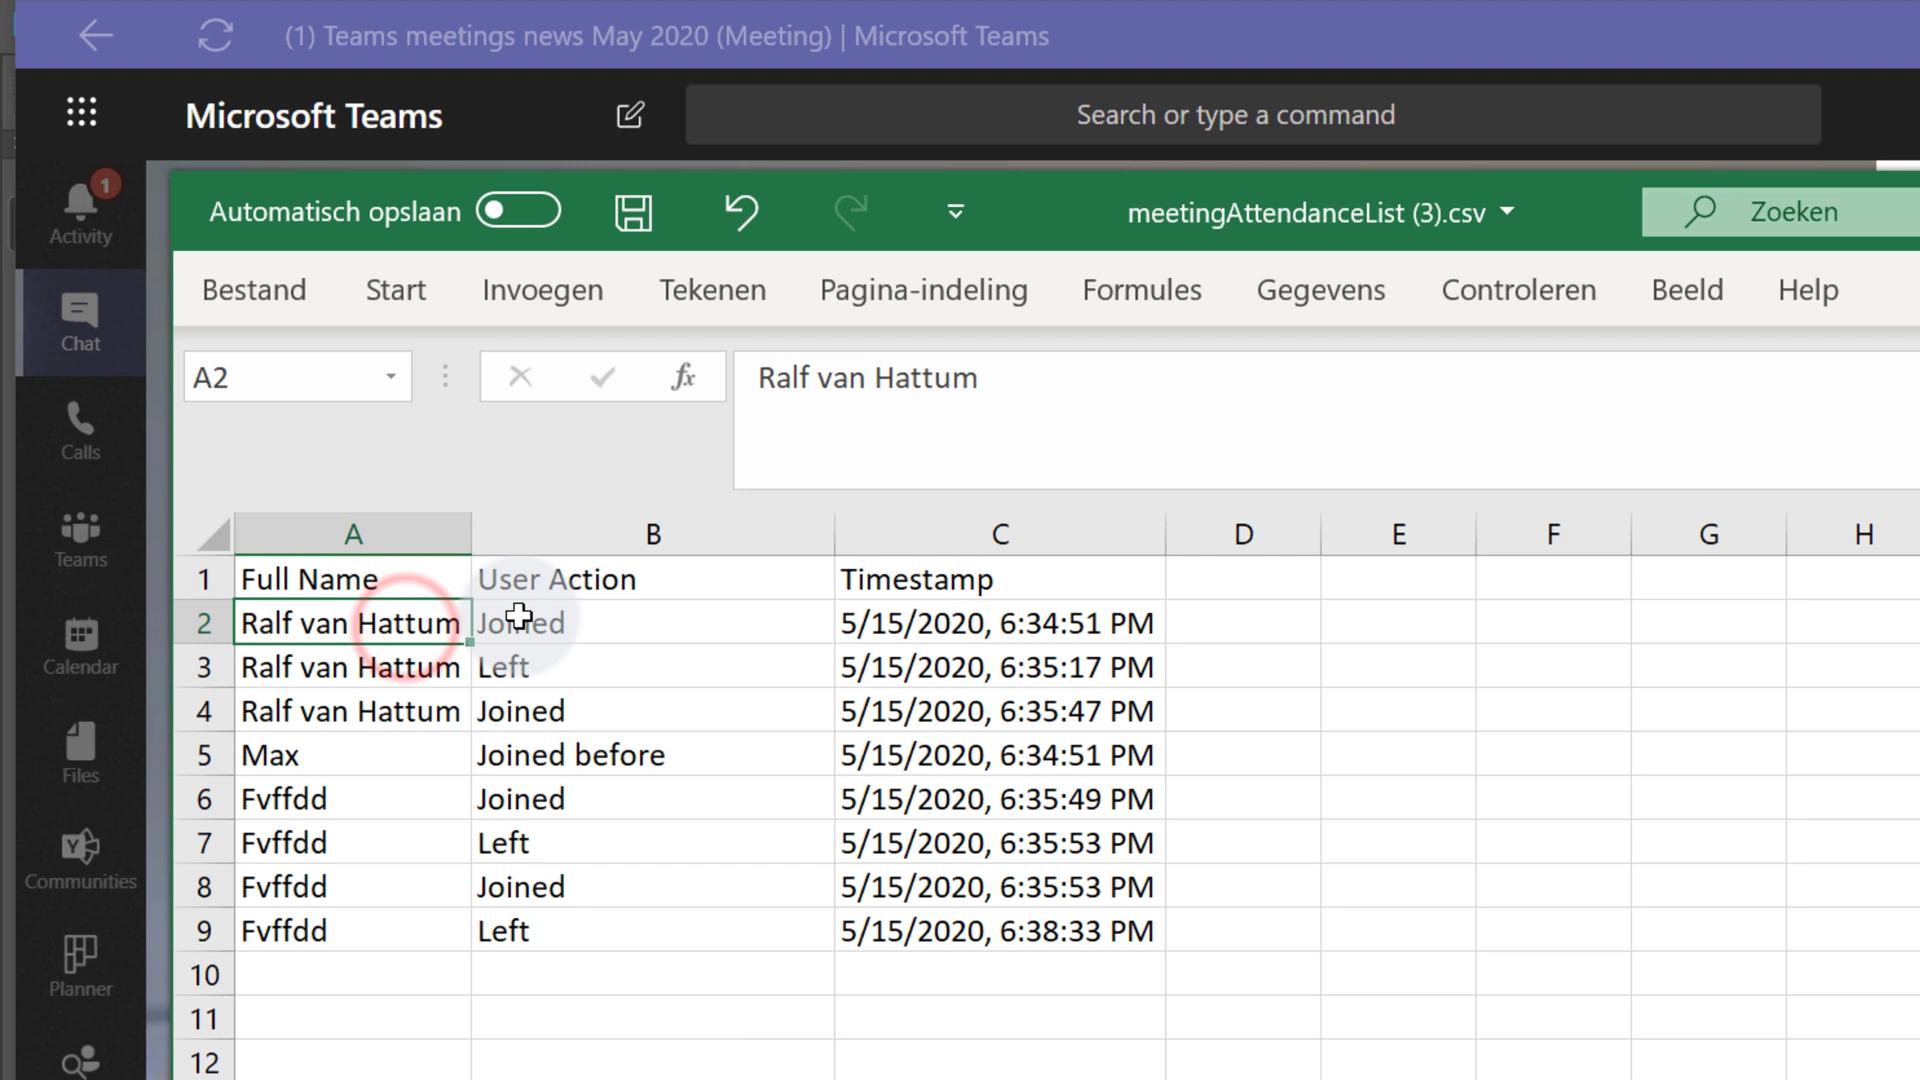 (1) Teams meetings news May 2020 (Meeting) | Microsoft Teams
Microsoft Teams
Search or type a command
1
Activity
Chat
Calls
Teams
Calendar
Files
Communities
Planner
Automatisch opslaan
meetingAttendanceList (3).csv
Zoeken
Bestand Start Invoegen Tekenen Pagina-indeling Formules Gegevens Controleren Beeld Help
A2 fx Ralf van Hattum
A B C D E F G H
1 Full Name User Action Timestamp
2 Ralf van Hattum Joined 5/15/2020, 6:34:51 PM
3 Ralf van Hattum Left 5/15/2020, 6:35:17 PM
4 Ralf van Hattum Joined 5/15/2020, 6:35:47 PM
5 Max Joined before 5/15/2020, 6:34:51 PM
6 Fvffdd Joined 5/15/2020, 6:35:49 PM
7 Fvffdd Left 5/15/2020, 6:35:53 PM
8 Fvffdd Joined 5/15/2020, 6:35:53 PM
9 Fvffdd Left 5/15/2020, 6:38:33 PM
10
11
12